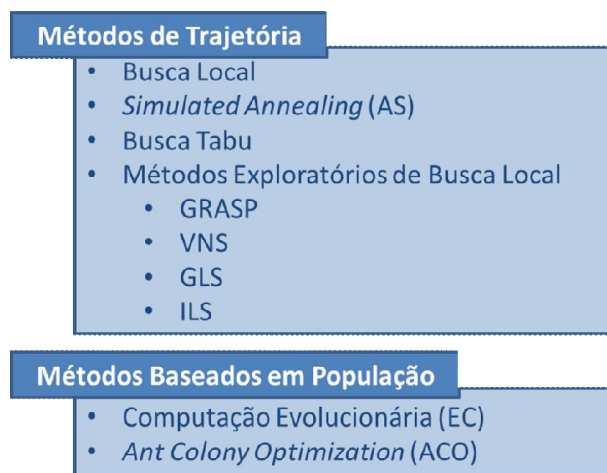 Métodos de Trajetória
• Busca Local
• Simulated Annealing (AS)
• Busca Tabu
• Métodos Exploratórios de Busca Local
• GRASP
• VNS
• GLS
• ILS
Métodos Baseados em População
• Computação Evolucionária (EC)
• Ant Colony Optimization (ACO)